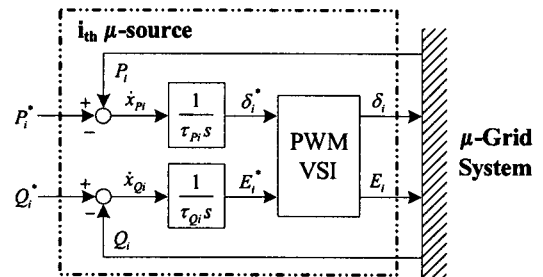 i_th μ-source
P_i
P_i^* + − ẋ_Pi 1 / τ_Pi s δ_i^* PWM VSI δ_i
μ-Grid System
Q_i^* + − ẋ_Qi 1 / τ_Qi s E_i^* E_i
Q_i